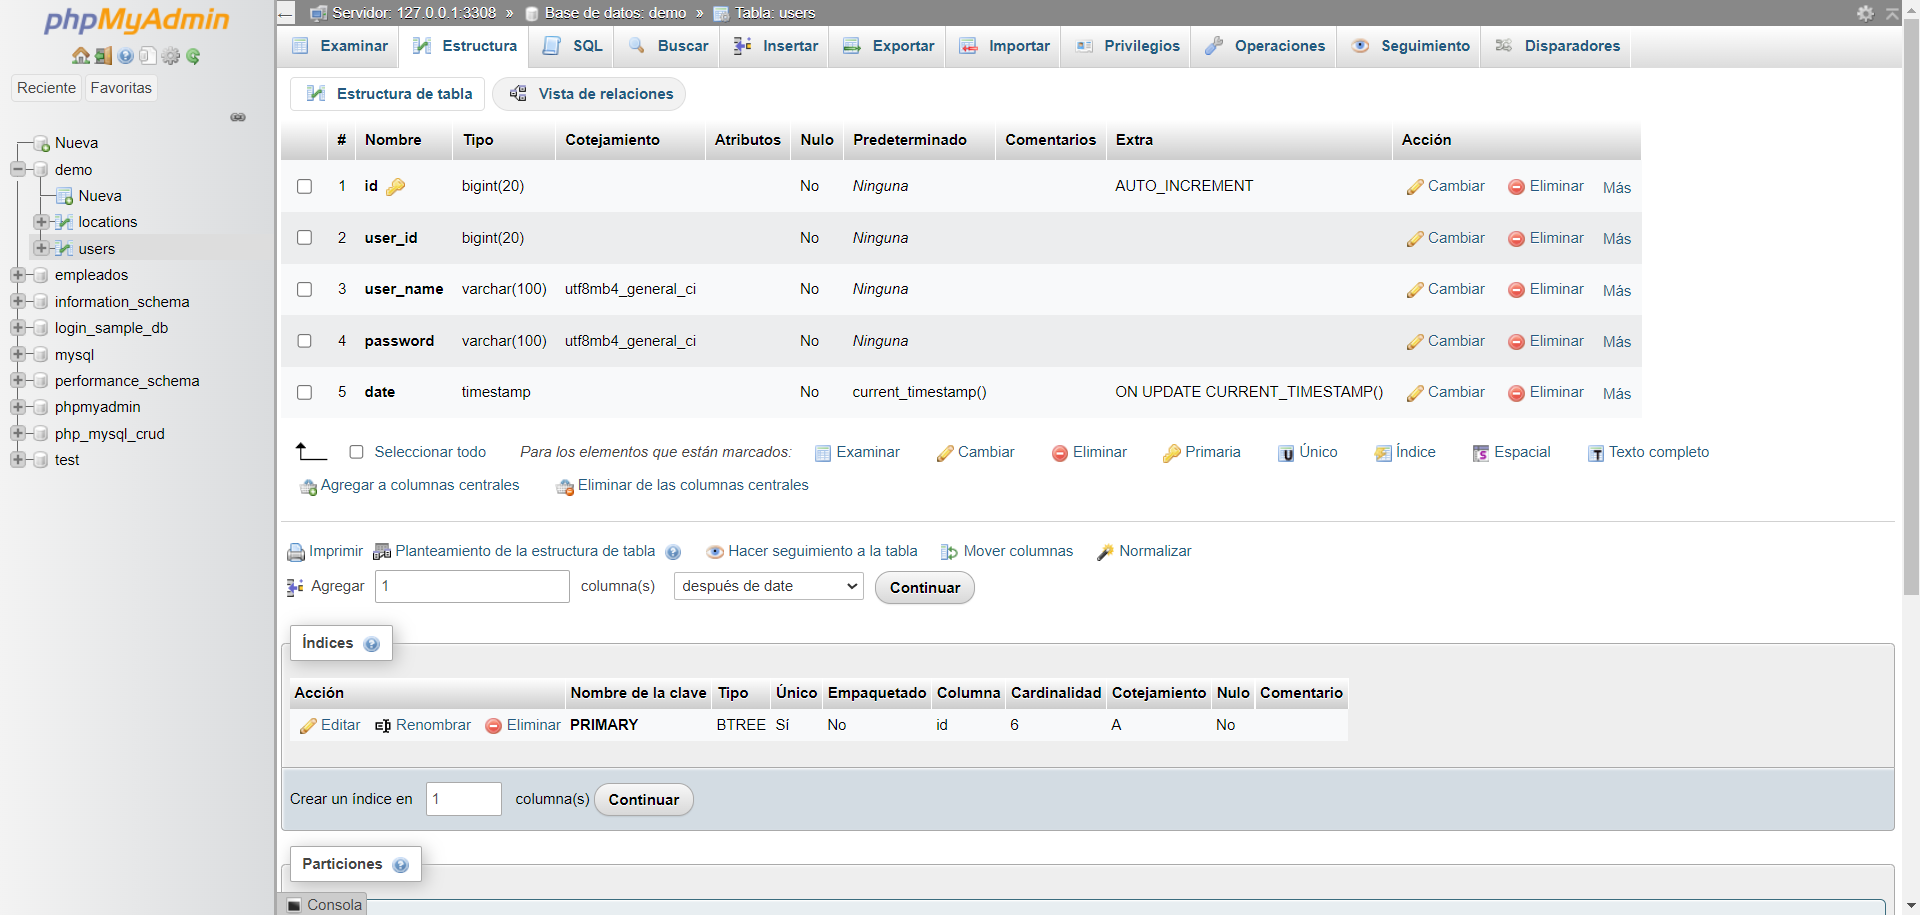 phpMyAdmin
Reciente Favoritas
Nueva
demo
Nueva
locations
users
empleados
information_schema
login_sample_db
mysql
performance_schema
phpmyadmin
php_mysql_crud
test
← Servidor: 127.0.0.1:3308 » Base de datos: demo » Tabla: users
Examinar Estructura SQL Buscar Insertar Exportar Importar Privilegios Operaciones Seguimiento Disparadores
Estructura de tabla Vista de relaciones
# Nombre Tipo Cotejamiento Atributos Nulo Predeterminado Comentarios Extra Acción
1 id bigint(20) No Ninguna AUTO_INCREMENT Cambiar Eliminar Más
2 user_id bigint(20) No Ninguna Cambiar Eliminar Más
3 user_name varchar(100) utf8mb4_general_ci No Ninguna Cambiar Eliminar Más
4 password varchar(100) utf8mb4_general_ci No Ninguna Cambiar Eliminar Más
5 date timestamp No current_timestamp() ON UPDATE CURRENT_TIMESTAMP() Cambiar Eliminar Más
Seleccionar todo Para los elementos que están marcados: Examinar Cambiar Eliminar Primaria Único Índice Espacial Texto completo
Agregar a columnas centrales Eliminar de las columnas centrales
Imprimir Planteamiento de la estructura de tabla Hacer seguimiento a la tabla Mover columnas Normalizar
Agregar 1 columna(s) después de date Continuar
Índices
Acción Nombre de la clave Tipo Único Empaquetado Columna Cardinalidad Cotejamiento Nulo Comentario
Editar Renombrar Eliminar PRIMARY BTREE Sí No id 6 A No
Crear un índice en 1 columna(s) Continuar
Particiones
Consola